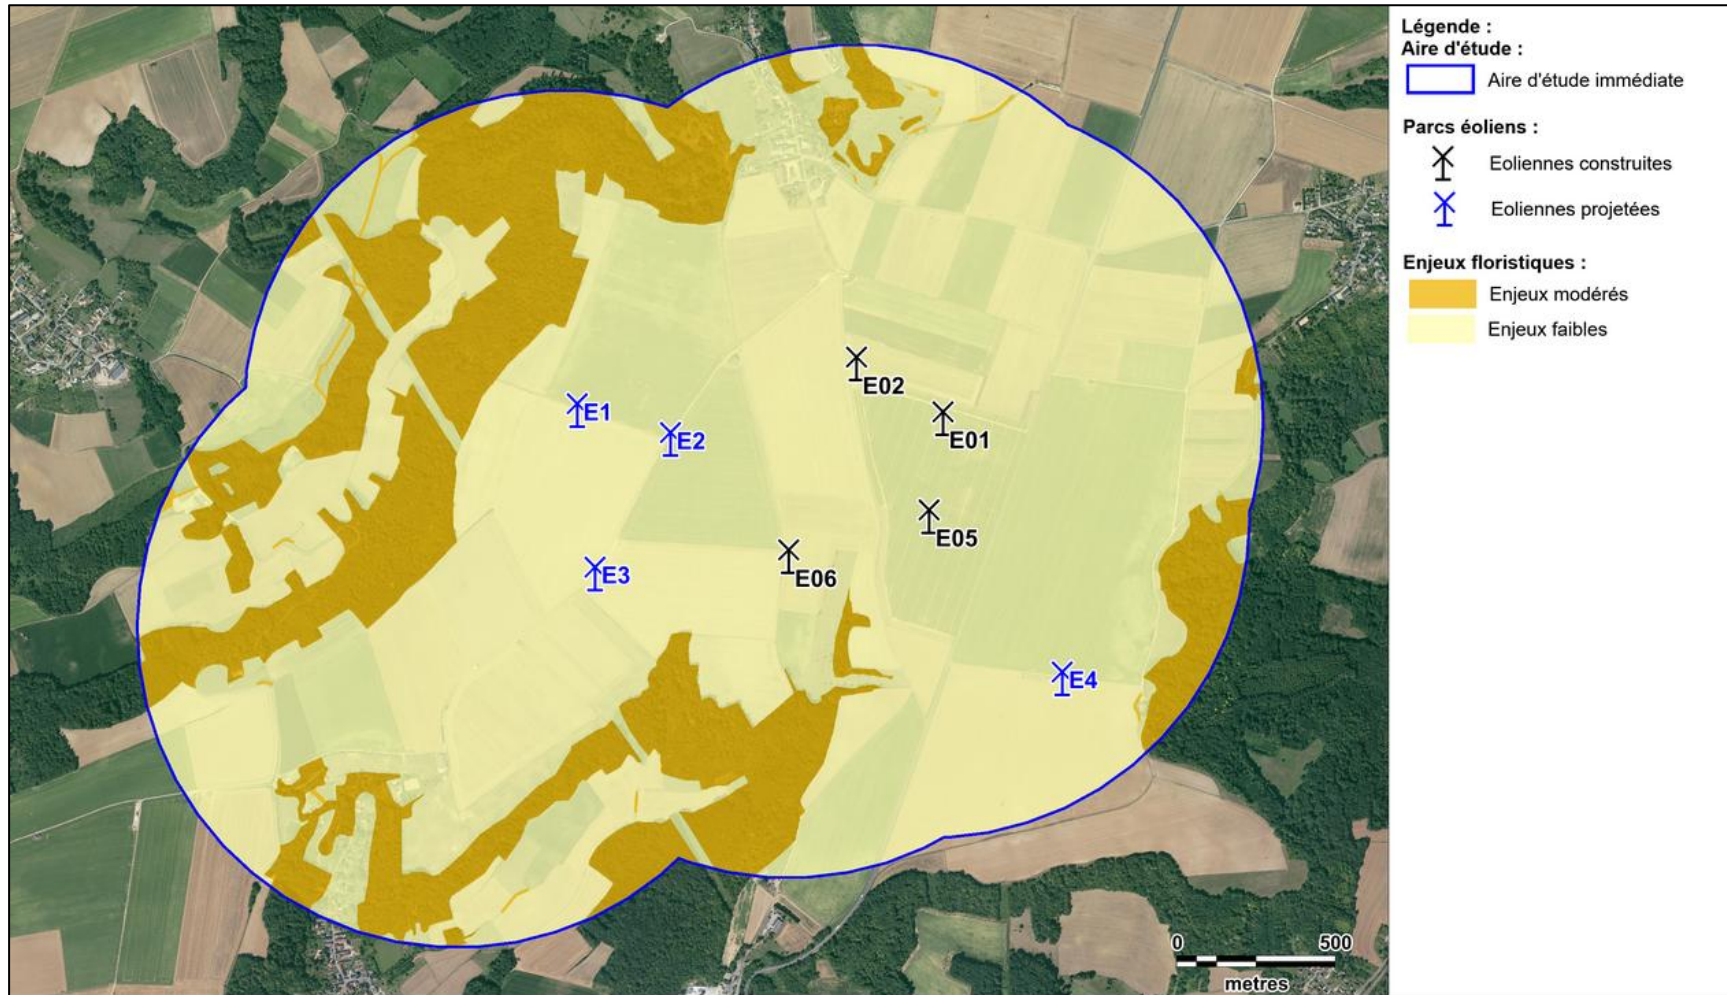 Légende :
Aire d'étude :
Aire d'étude immédiate
Parcs éoliens :
Eoliennes construites
Eoliennes projetées
Enjeux floristiques :
Enjeux modérés
Enjeux faibles
E02
E1
E01
E2
E05
E06
E3
E4
0 500
metres